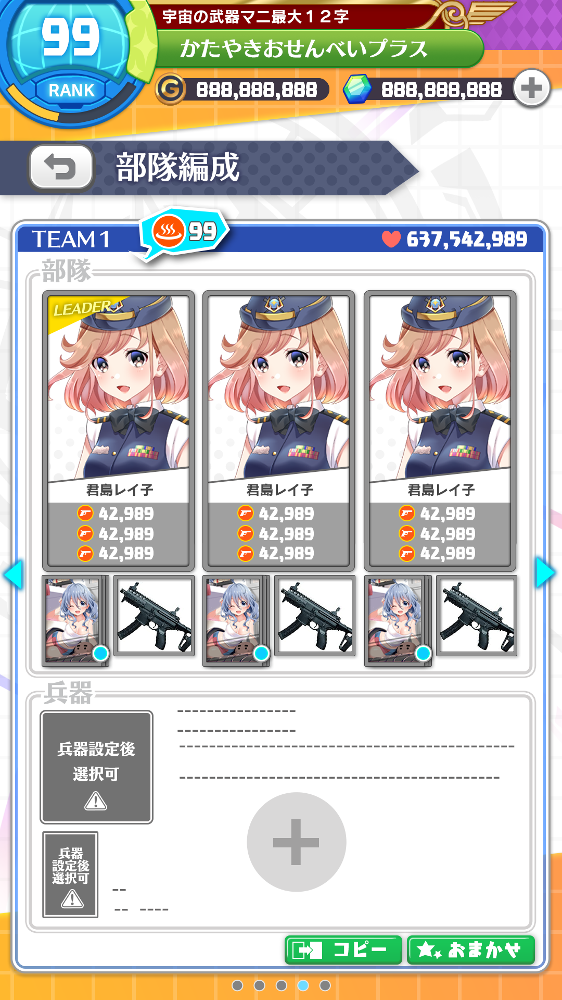 宇宙の武器マニ最大１２字
99
かたやきおせんべいプラス
RANK
G 888,888,888
888,888,888
部隊編成
TEAM1
99
637,542,989
部隊
LEADER
君島レイ子
君島レイ子
君島レイ子
42,989
42,989
42,989
42,989
42,989
42,989
42,989
42,989
42,989
兵器
----------------
----------------
兵器設定後
選択可
---------------------------------------------
-------------------------------------------
兵器
設定後
選択可
--
-- ----
コピー
おまかせ